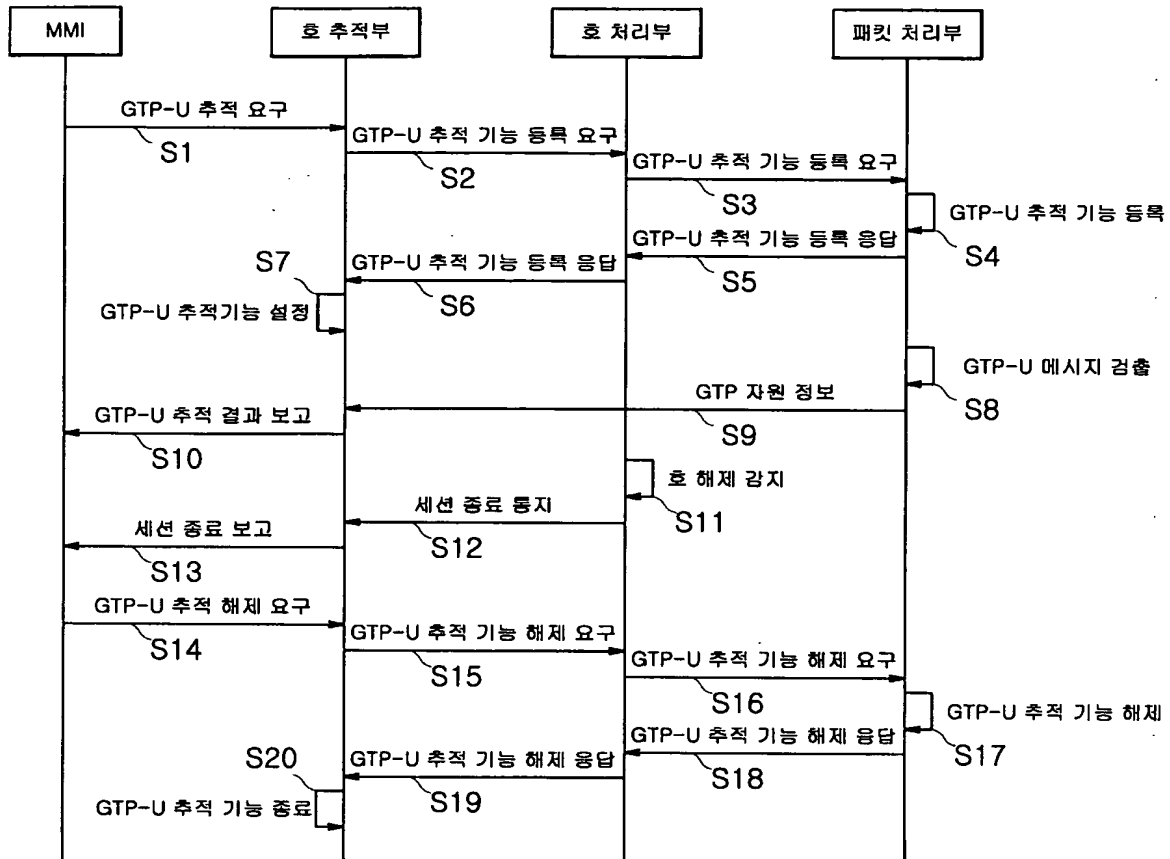 MMI
호 추적부
호 처리부
패킷 처리부
GTP-U 추적 요구
S1
GTP-U 추적 기능 등록 요구
S2
GTP-U 추적 기능 등록 요구
S3
GTP-U 추적 기능 등록
S4
GTP-U 추적 기능 등록 응답
S5
GTP-U 추적 기능 등록 응답
S6
S7
GTP-U 추적기능 설정
GTP-U 메시지 검출
S8
GTP 자원 정보
S9
GTP-U 추적 결과 보고
S10
호 해제 감지
S11
세션 종료 통지
S12
세션 종료 보고
S13
GTP-U 추적 해제 요구
S14
GTP-U 추적 기능 해제 요구
S15
GTP-U 추적 기능 해제 요구
S16
GTP-U 추적 기능 해제
S17
GTP-U 추적 기능 해제 응답
S18
GTP-U 추적 기능 해제 응답
S19
S20
GTP-U 추적 기능 종료